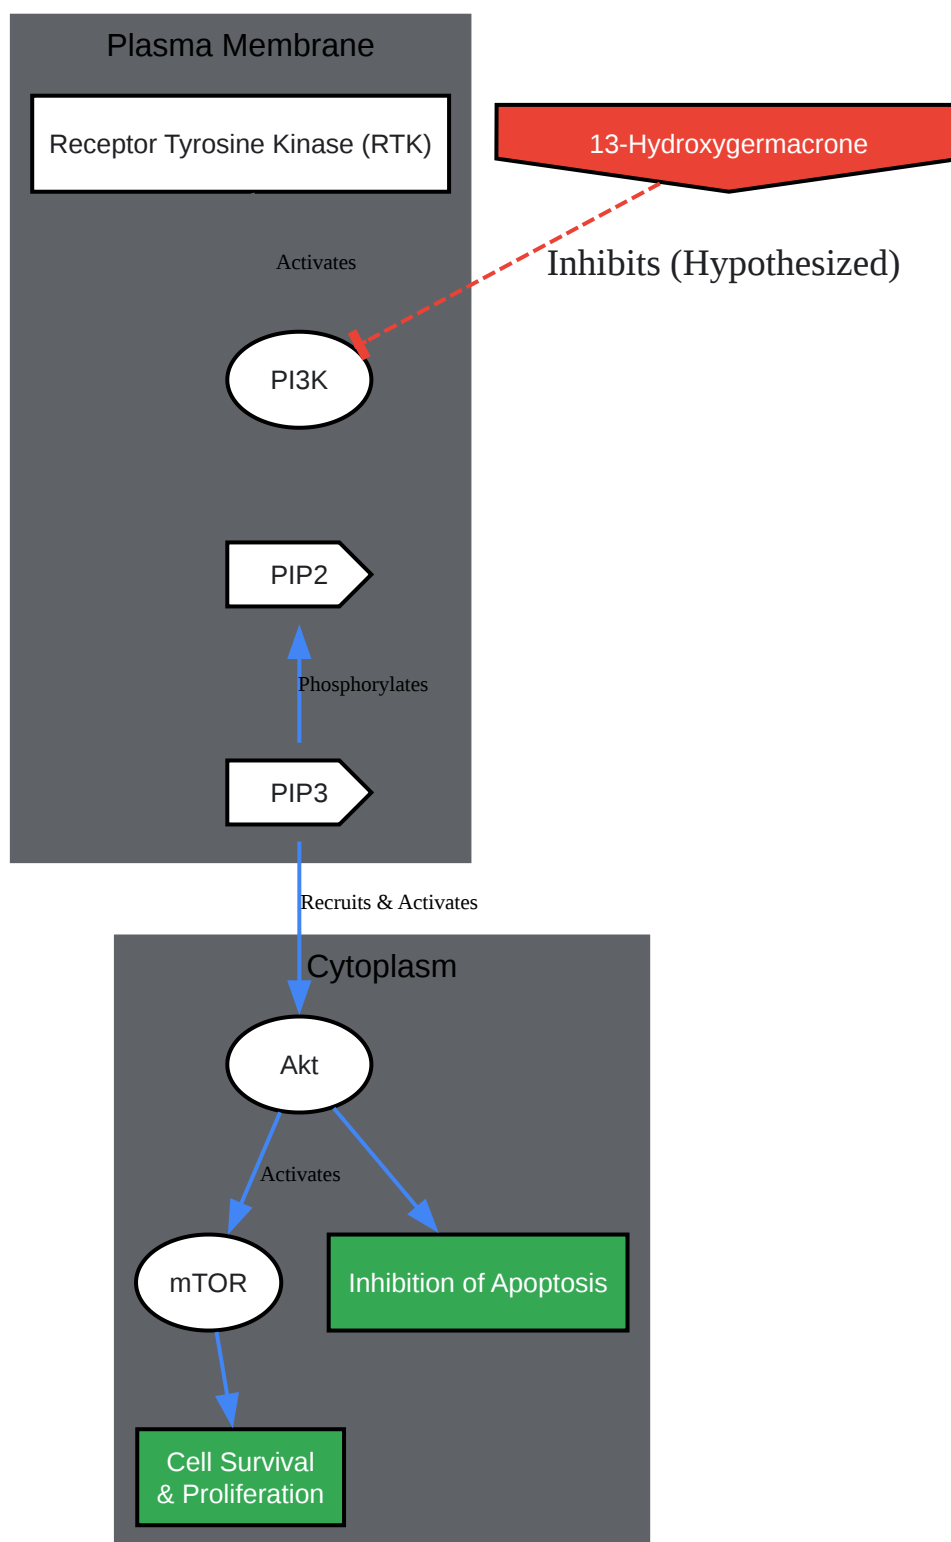 Plasma Membrane
Receptor Tyrosine Kinase (RTK)
13-Hydroxygermacrone
Activates
Inhibits (Hypothesized)
PI3K
PIP2
Phosphorylates
PIP3
Recruits & Activates
Cytoplasm
Akt
Activates
mTOR
Inhibition of Apoptosis
Cell Survival
& Proliferation